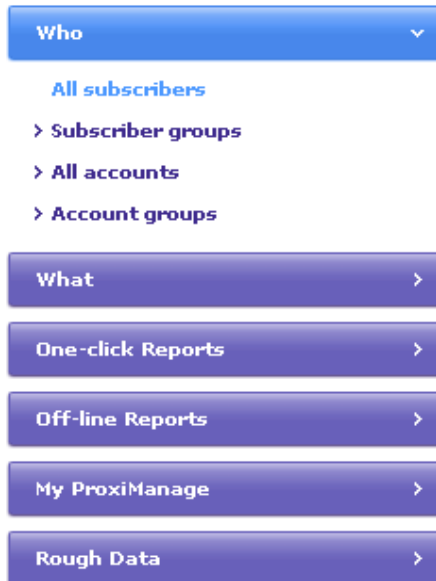 Who
All subscribers
> Subscriber groups
> All accounts
> Account groups
What
One-click Reports
Off-line Reports
My ProxiManage
Rough Data